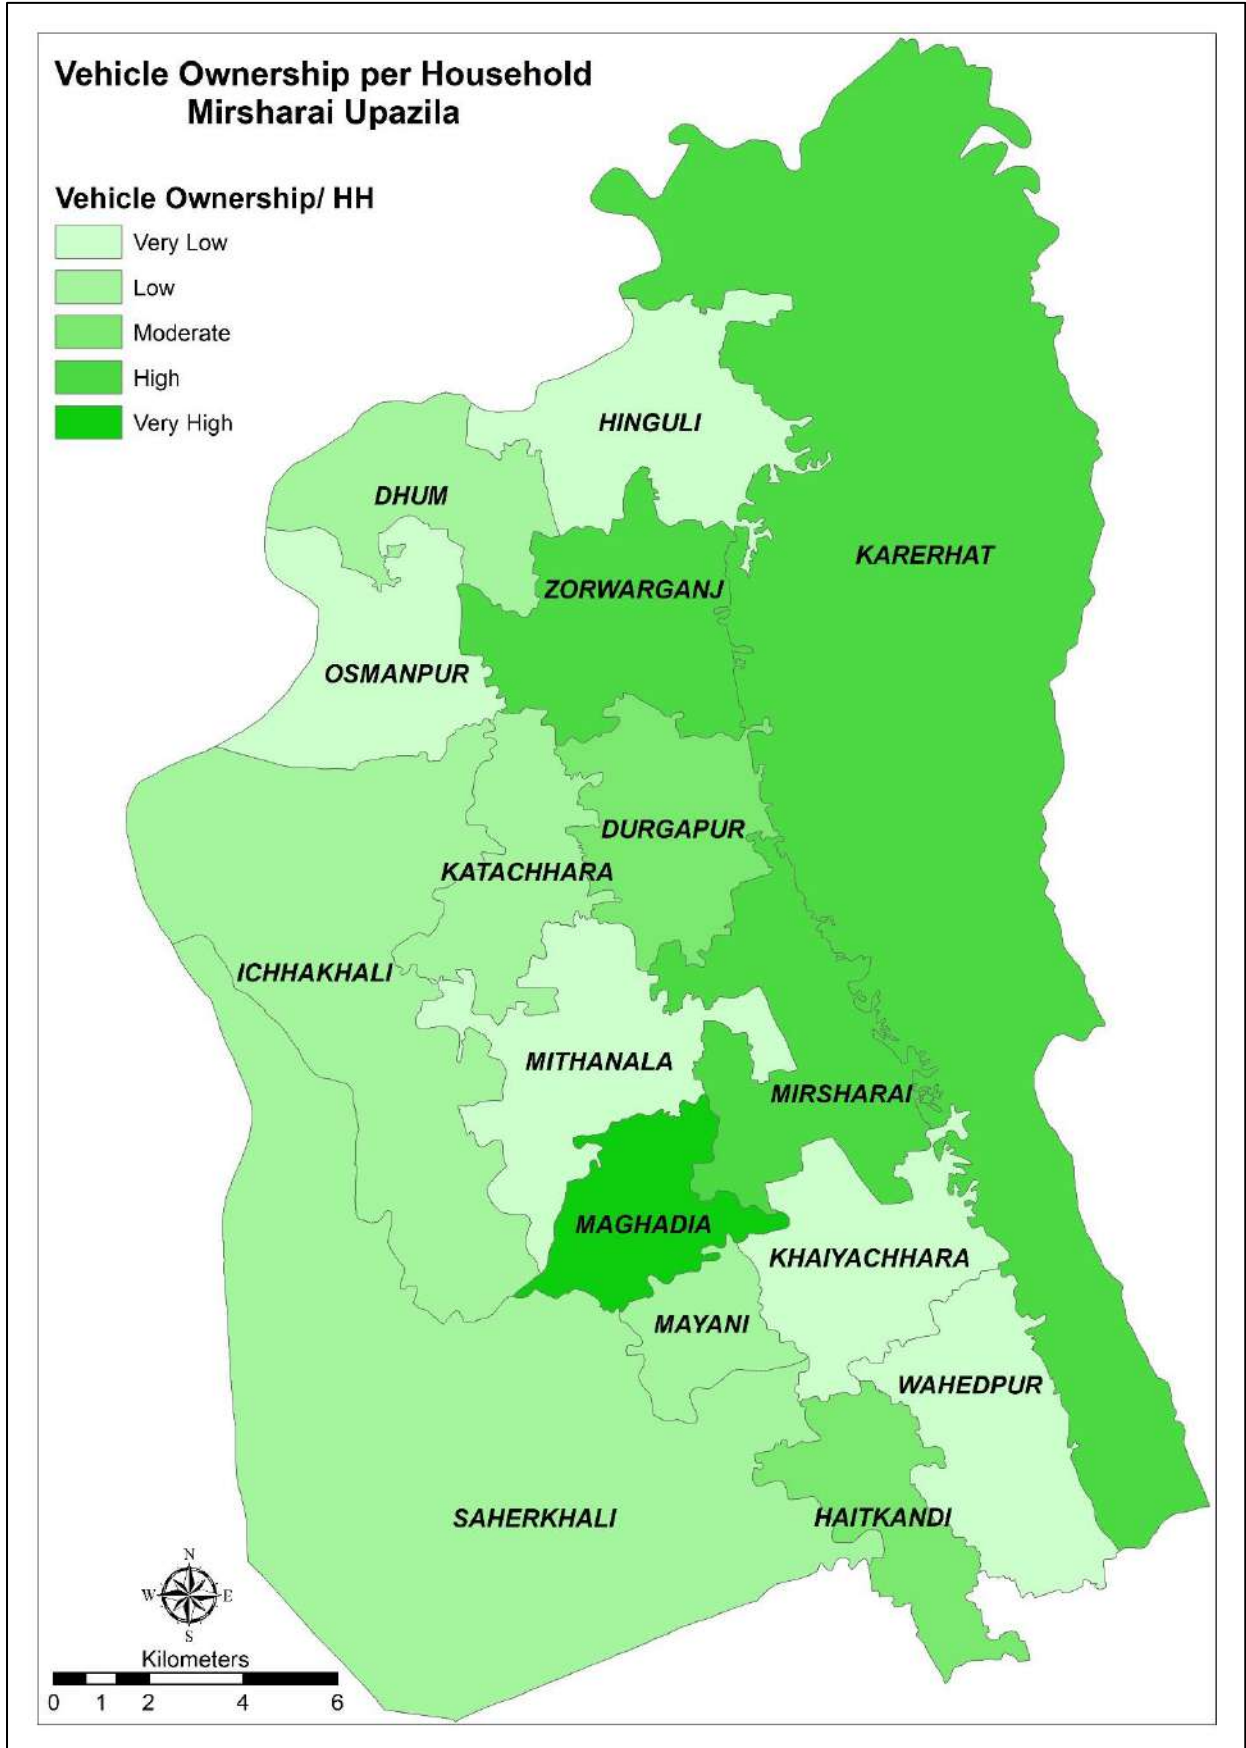 Vehicle Ownership per Household
Mirsharai Upazila
Vehicle Ownership/ HH
Very Low
Low
Moderate
High
Very High
HINGULI
DHUM
KARERHAT
ZORWARGANJ
OSMANPUR
DURGAPUR
KATACHHARA
ICHHAKHALI
MITHANALA
MIRSHARAI
MAGHADIA
KHAIYACHHARA
MAYANI
WAHEDPUR
SAHERKHALI
HAITKANDI
N
W E
S
Kilometers
0 1 2 4 6